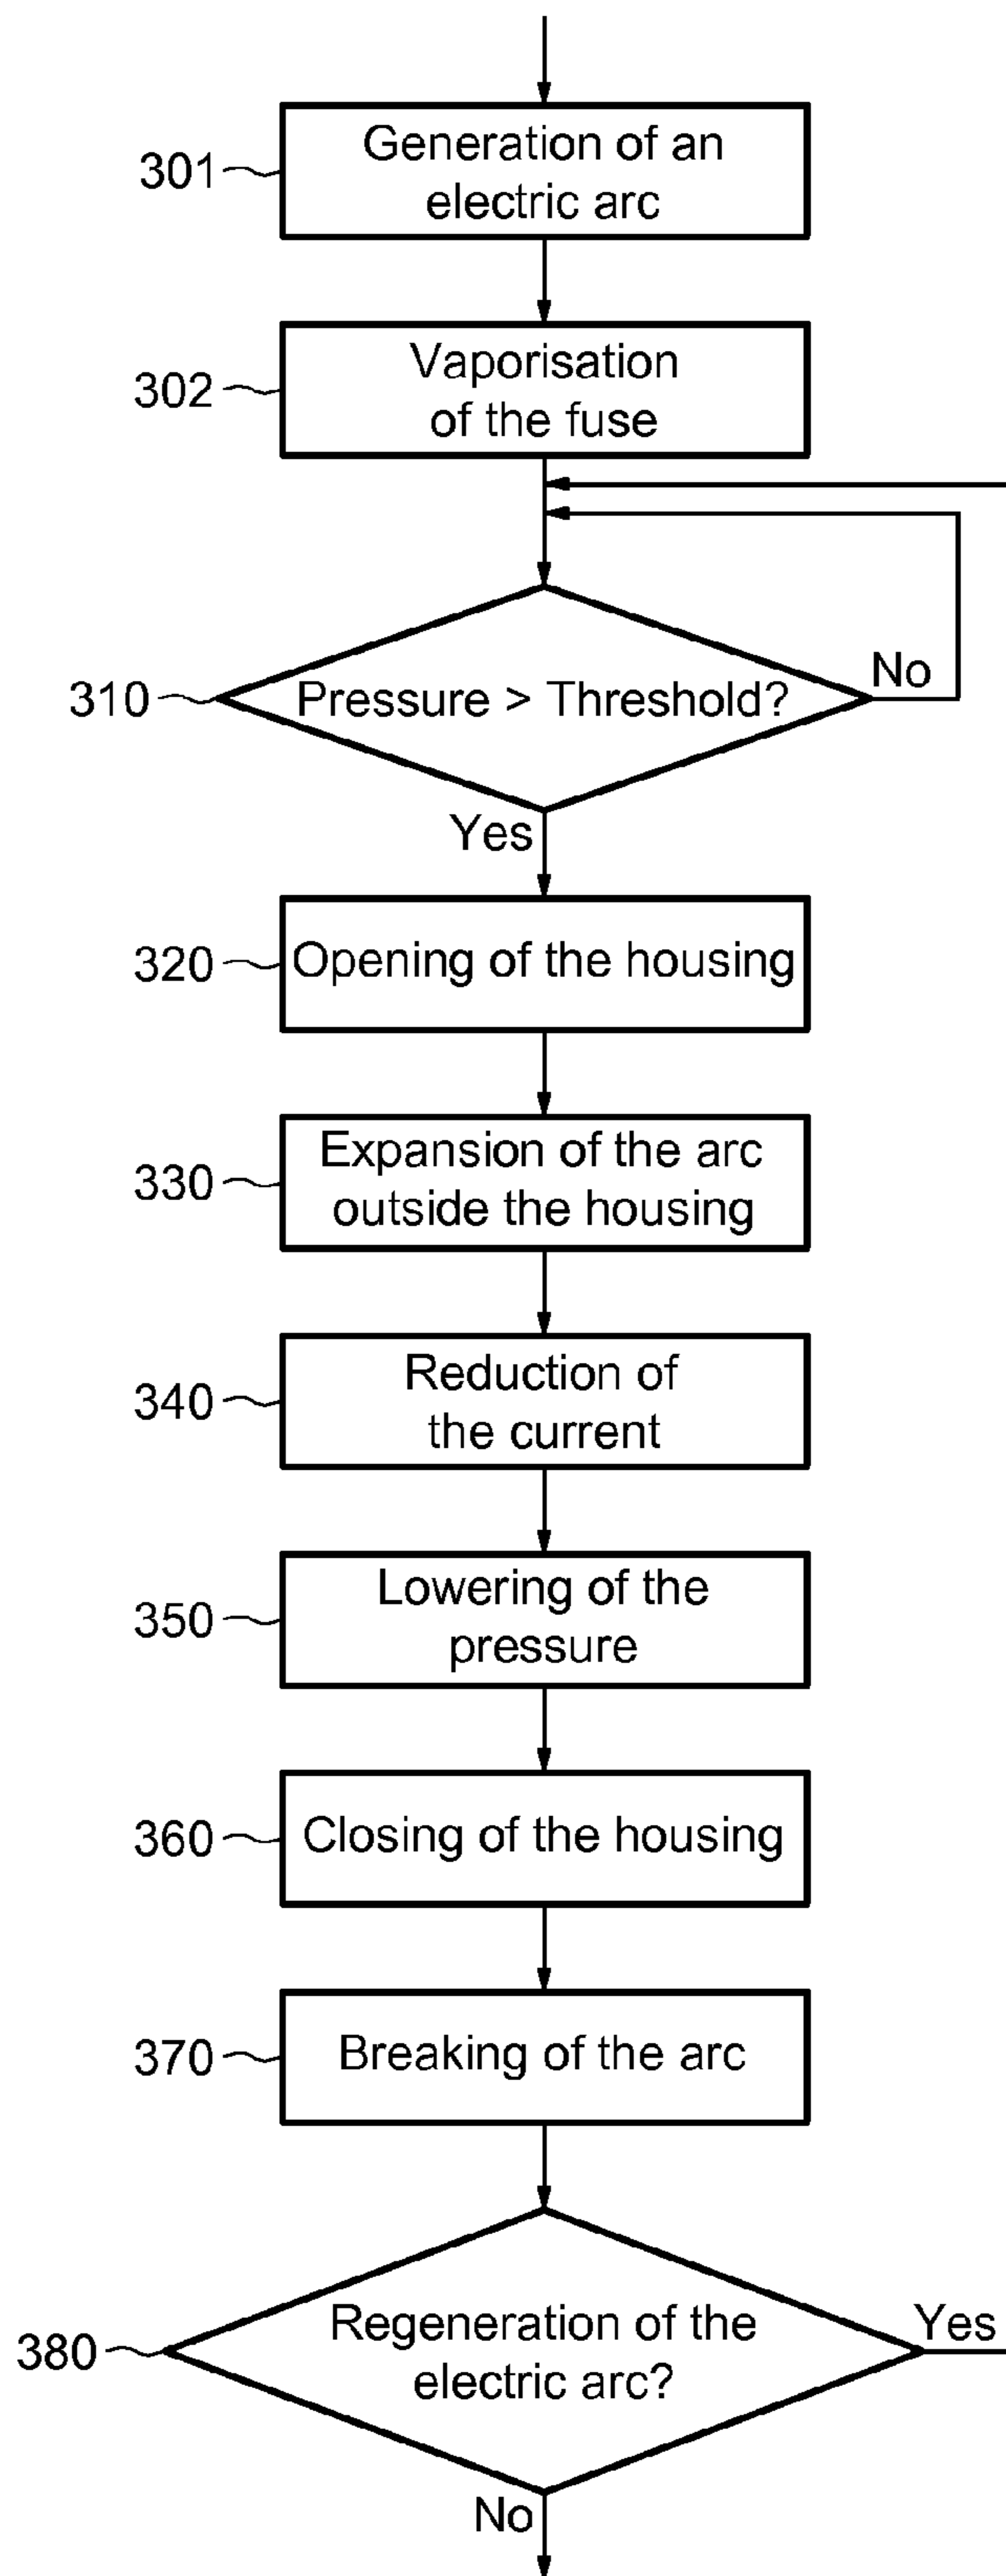 301
Generation of an
electric arc
302
Vaporisation
of the fuse
310
Pressure > Threshold?
No
Yes
320
Opening of the housing
330
Expansion of the arc
outside the housing
340
Reduction of
the current
350
Lowering of the
pressure
360
Closing of the housing
370
Breaking of the arc
380
Regeneration of the
electric arc?
Yes
No